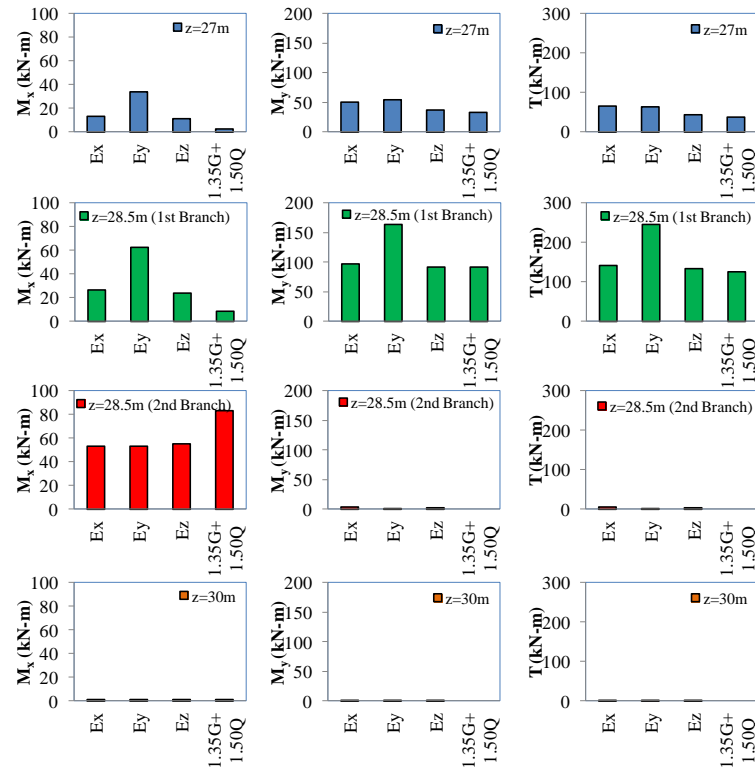 M_x (kN-m)
100
80
60
40
20
0
z=27m
Ex
Ey
Ez
1.35G+
1.50Q
M_y (kN-m)
200
150
100
50
0
z=27m
Ex
Ey
Ez
1.35G+
1.50Q
T(kN-m)
300
200
100
0
z=27m
Ex
Ey
Ez
1.35G+
1.50Q
M_x (kN-m)
100
80
60
40
20
0
z=28.5m (1st Branch)
Ex
Ey
Ez
1.35G+
1.50Q
M_y (kN-m)
200
150
100
50
0
z=28.5m (1st Branch)
Ex
Ey
Ez
1.35G+
1.50Q
T(kN-m)
300
200
100
0
z=28.5m (1st Branch)
Ex
Ey
Ez
1.35G+
1.50Q
M_x (kN-m)
100
80
60
40
20
0
z=28.5m (2nd Branch)
Ex
Ey
Ez
1.35G+
1.50Q
M_y (kN-m)
200
150
100
50
0
z=28.5m (2nd Branch)
Ex
Ey
Ez
1.35G+
1.50Q
T(kN-m)
300
200
100
0
z=28.5m (2nd Branch)
Ex
Ey
Ez
1.35G+
1.50Q
M_x (kN-m)
100
80
60
40
20
0
z=30m
Ex
Ey
Ez
1.35G+
1.50Q
M_y (kN-m)
200
150
100
50
0
z=30m
Ex
Ey
Ez
1.35G+
1.50Q
T(kN-m)
300
200
100
0
z=30m
Ex
Ey
Ez
1.35G+
1.50Q